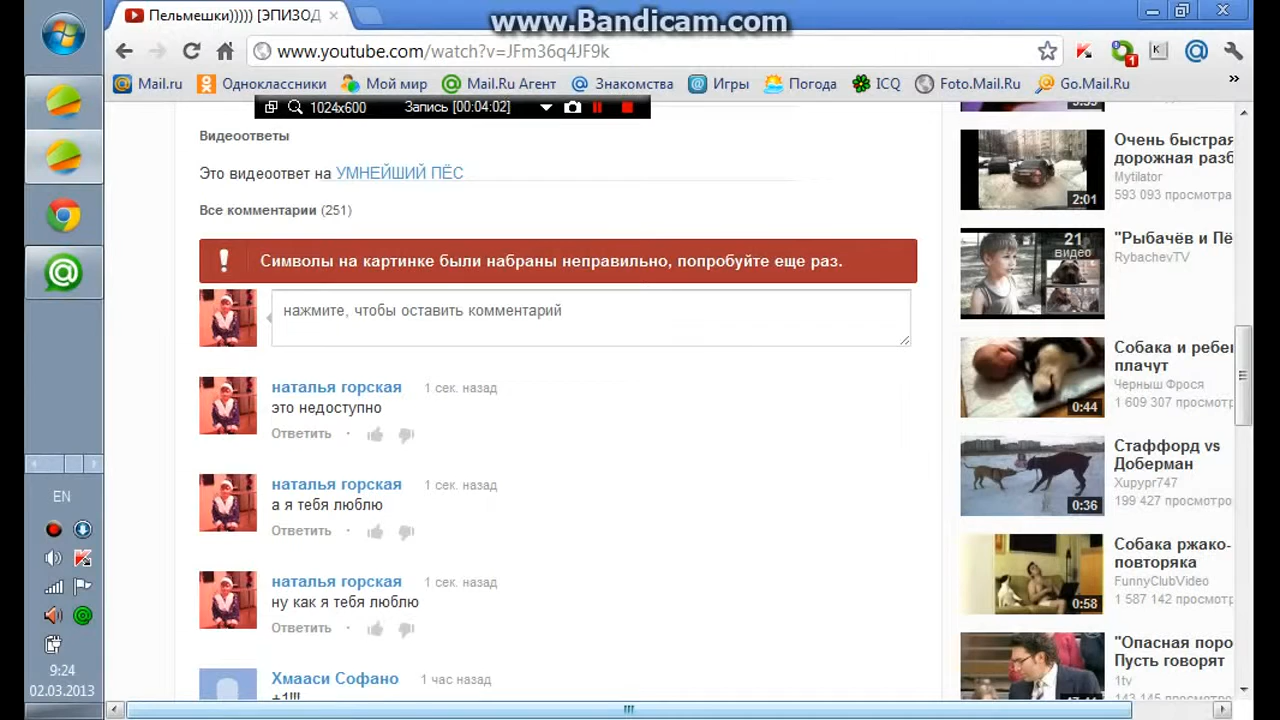 www.Bandicam.com
Пельмешки))))) [ЭПИЗОД
www.youtube.com/watch?v=JFm36q4JF9k
Mail.ru
Одноклассники
Мой мир
Mail.Ru Агент
Знакомства
Игры
Погода
ICQ
Foto.Mail.Ru
Go.Mail.Ru
1024x600
Запись [00:04:02]
Видеоответы
Это видеоответ на УМНЕЙШИЙ ПЁС
Все комментарии (251)
Символы на картинке были набраны неправильно, попробуйте еще раз.
нажмите, чтобы оставить комментарий
наталья горская 1 сек. назад
это недоступно
Ответить
наталья горская 1 сек. назад
а я тебя люблю
Ответить
наталья горская 1 сек. назад
ну как я тебя люблю
Ответить
Хмааси Софано 1 час назад
+1!!!
Очень быстрая
дорожная разб
Mytilator
593 093 просмотра
2:01
"Рыбачёв и Пё
RybachevTV
21
видео
Собака и ребен
плачут
Черныш Фрося
1 609 307 просмотр
0:44
Стаффорд vs
Доберман
Xupypr747
199 427 просмотро
0:36
Собака ржако-
повторяка
FunnyClubVideo
1 587 142 просмотр
0:58
"Опасная поро
Пусть говорят
1tv
143 145 просмотро
EN
9:24
02.03.2013